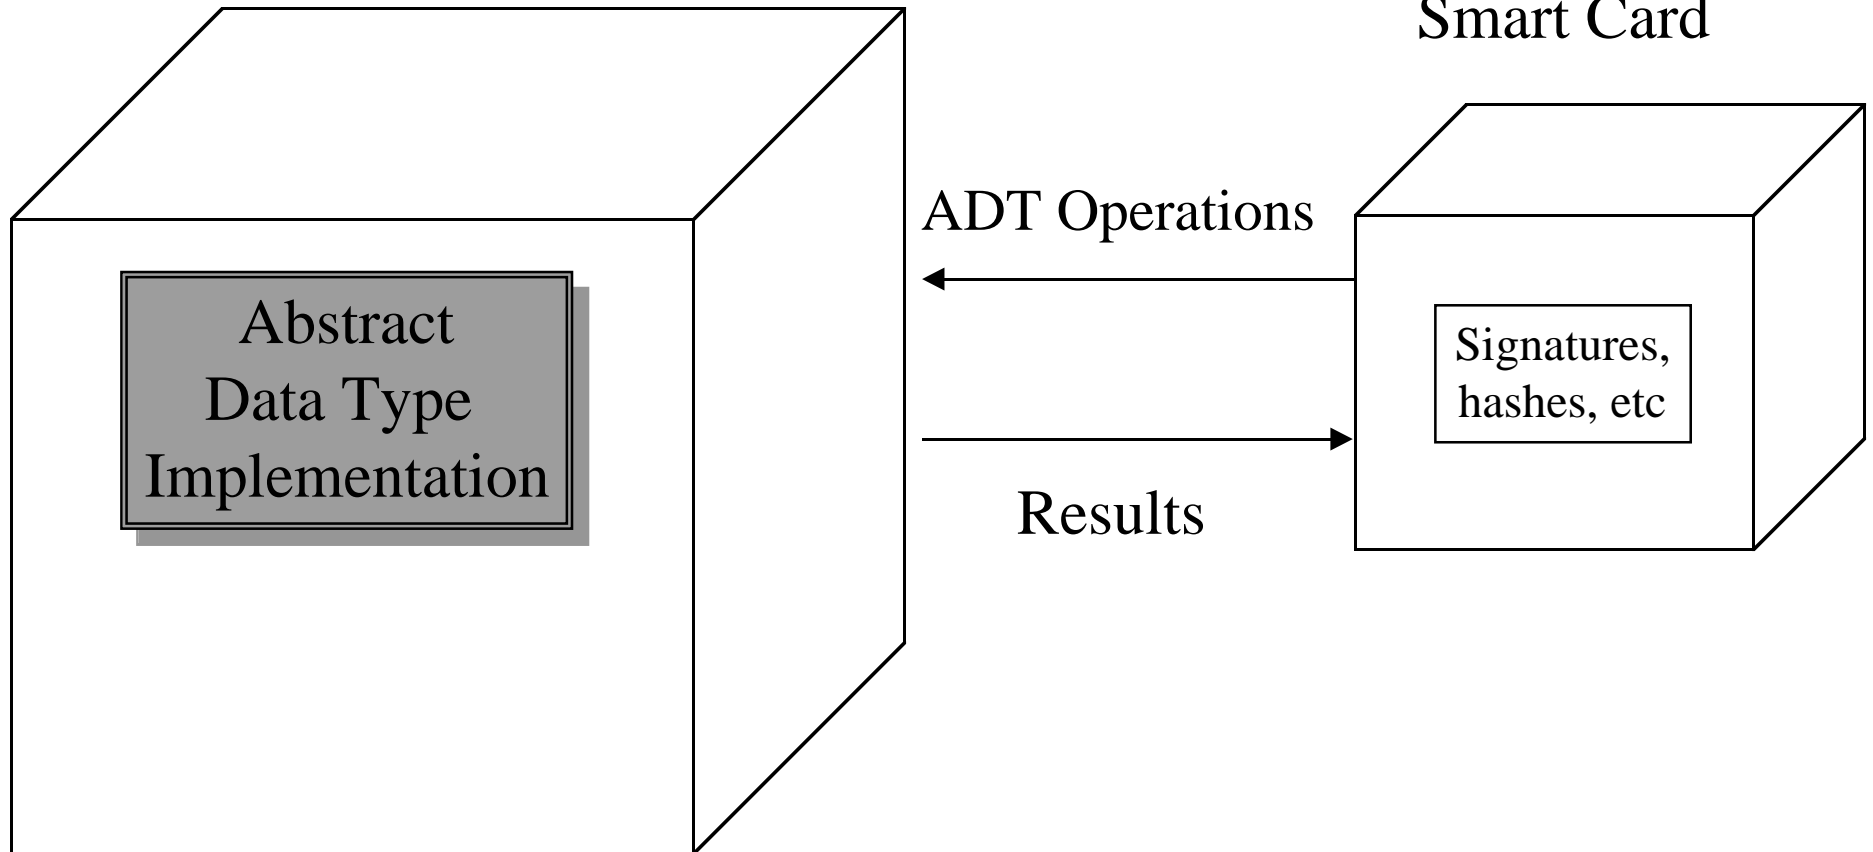 Smart Card
ADT Operations
Abstract
Data Type
Implementation
Signatures,
hashes, etc
Results